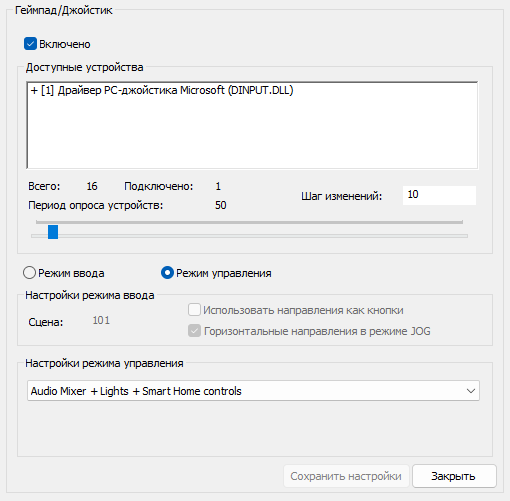 Геймпад/Джойстик
Включено
Доступные устройства
+ [1] Драйвер PC-джойстика Microsoft (DINPUT.DLL)
Всего: 16 Подключено: 1
Шаг изменений: 10
Период опроса устройств: 50
Режим ввода Режим управления
Настройки режима ввода
Использовать направления как кнопки
Сцена: 101
Горизонтальные направления в режиме JOG
Настройки режима управления
Audio Mixer + Lights + Smart Home controls
Сохранить настройки Закрыть